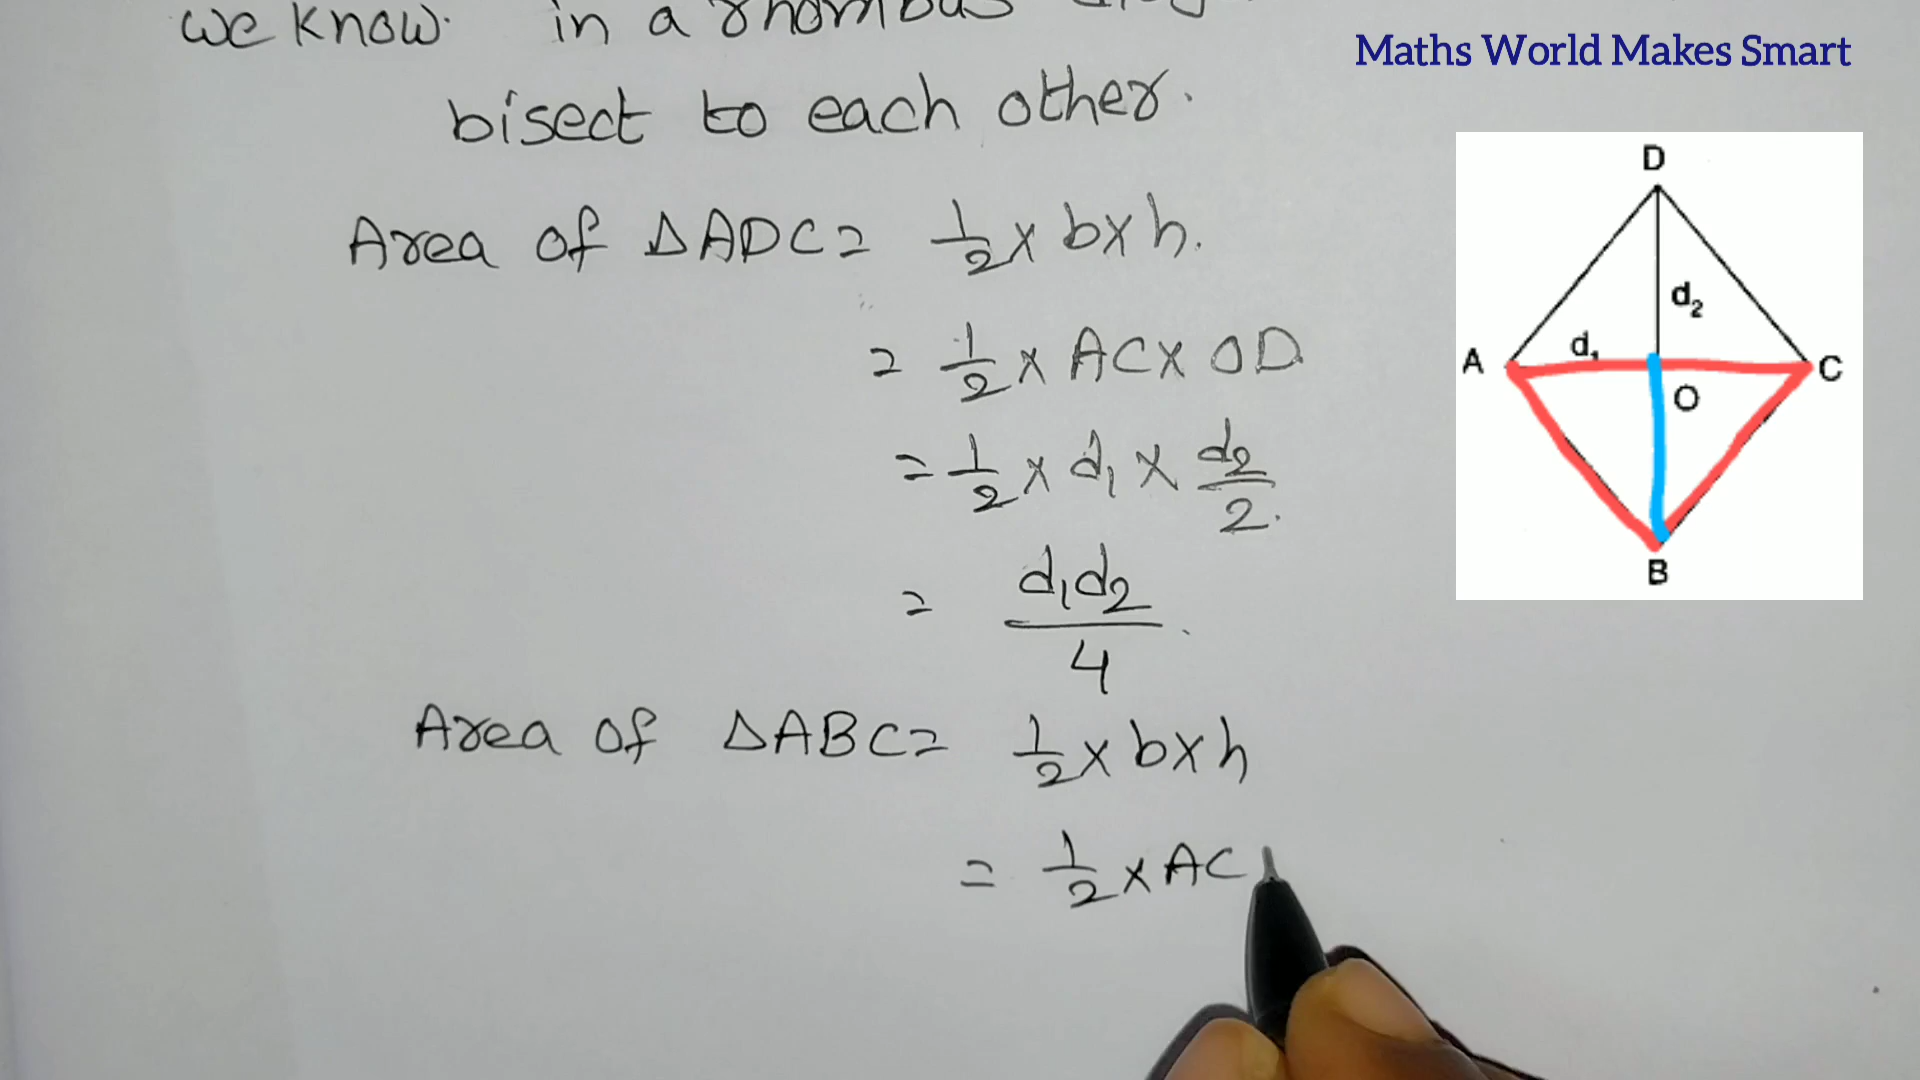 we know. in a rhombus
Maths World Makes Smart
bisect to each other.
Area of ΔADC = 1/2 × b × h.
= 1/2 × AC × OD
= 1/2 × d₁ × d₂/2.
= d₁d₂/4
Area of ΔABC = 1/2 × b × h
= 1/2 × AC
D
d₂
A d₁ C
O
B